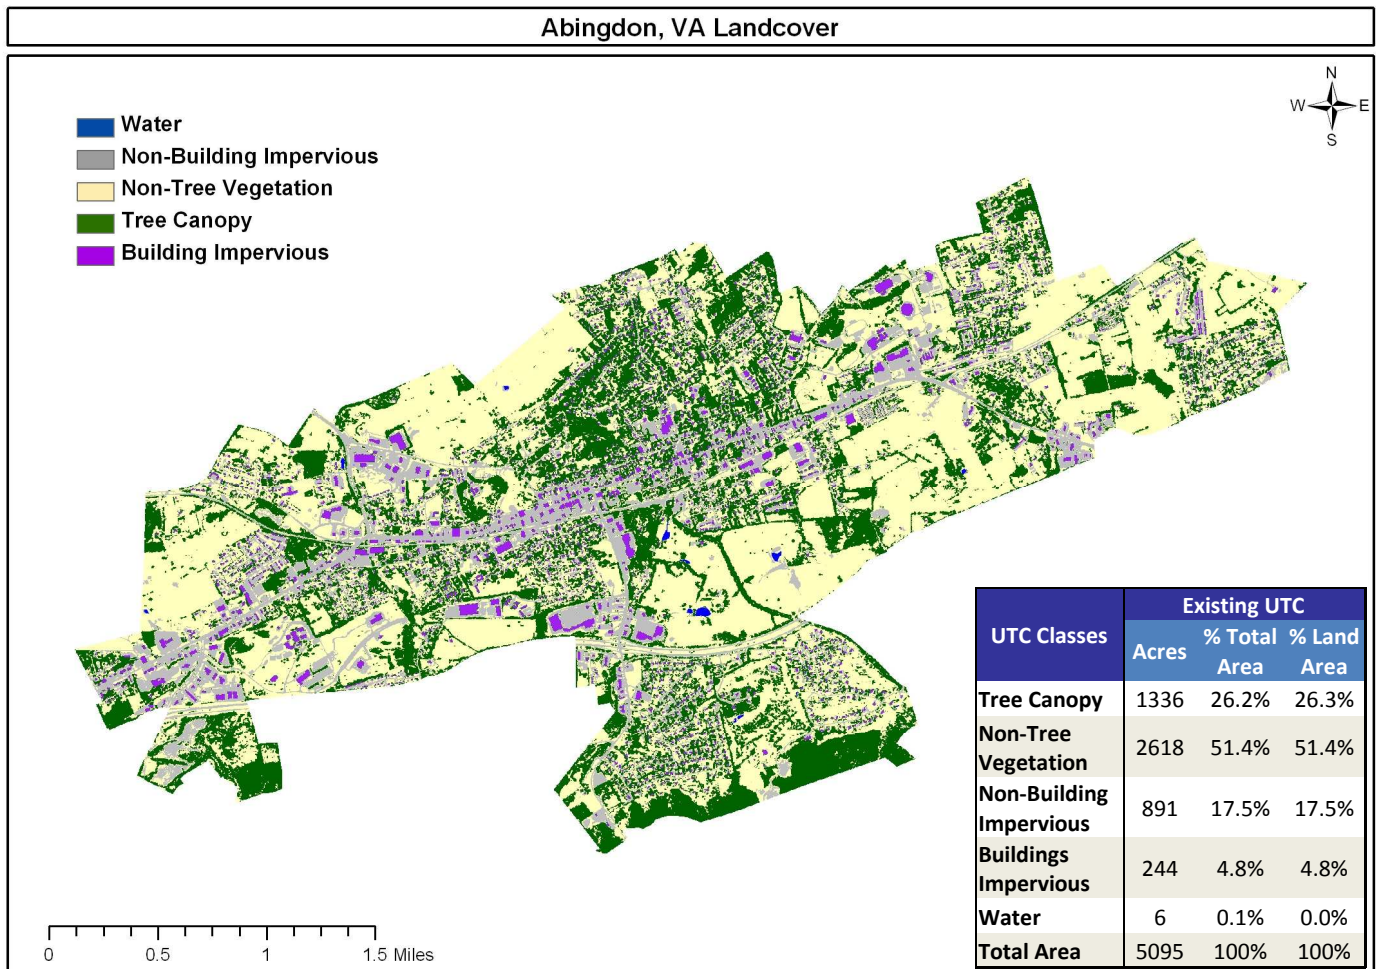 Abingdon, VA Landcover
N
W E
S
Water
Non-Building Impervious
Non-Tree Vegetation
Tree Canopy
Building Impervious
UTC Classes
Existing UTC
Acres
% Total
Area
% Land
Area
Tree Canopy 1336 26.2% 26.3%
Non-Tree
Vegetation
2618 51.4% 51.4%
Non-Building
Impervious
891 17.5% 17.5%
Buildings
Impervious
244 4.8% 4.8%
Water 6 0.1% 0.0%
Total Area 5095 100% 100%
0 0.5 1 1.5 Miles